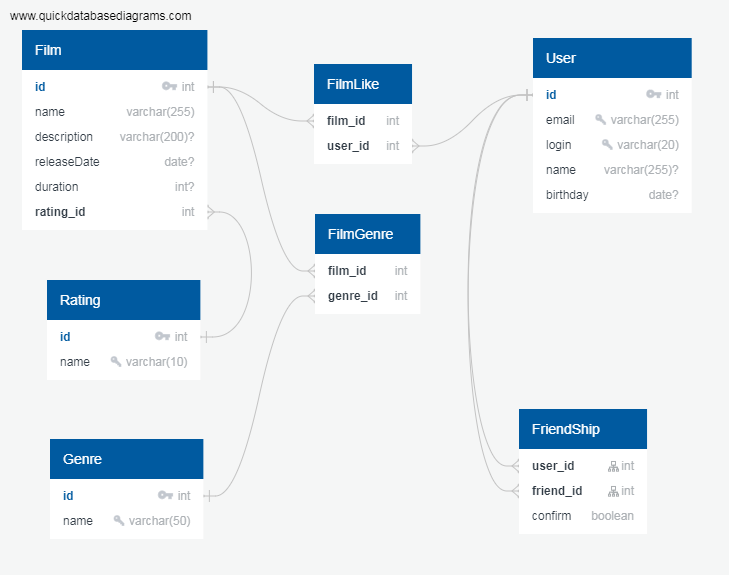 www.quickdatabasediagrams.com
Film
id int
name varchar(255)
description varchar(200)?
releaseDate date?
duration int?
rating_id int
FilmLike
film_id int
user_id int
User
id int
email varchar(255)
login varchar(20)
name varchar(255)?
birthday date?
FilmGenre
film_id int
genre_id int
Rating
id int
name varchar(10)
Genre
id int
name varchar(50)
FriendShip
user_id int
friend_id int
confirm boolean